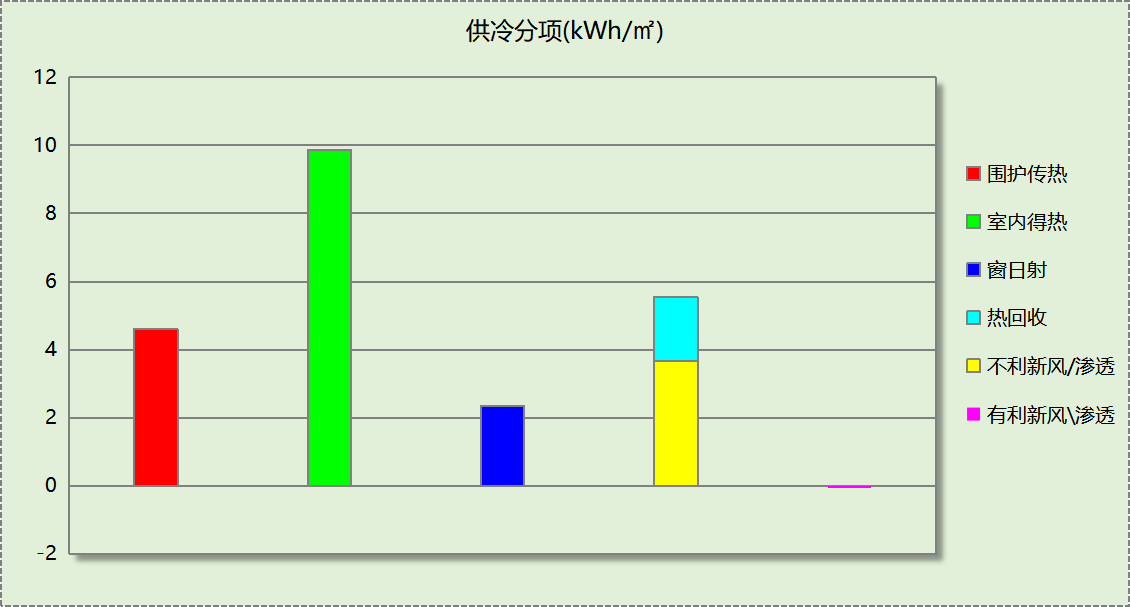 供冷分项(kWh/㎡)
12
10
8
6
4
2
0
-2
围护传热
室内得热
窗日射
热回收
不利新风/渗透
有利新风\渗透